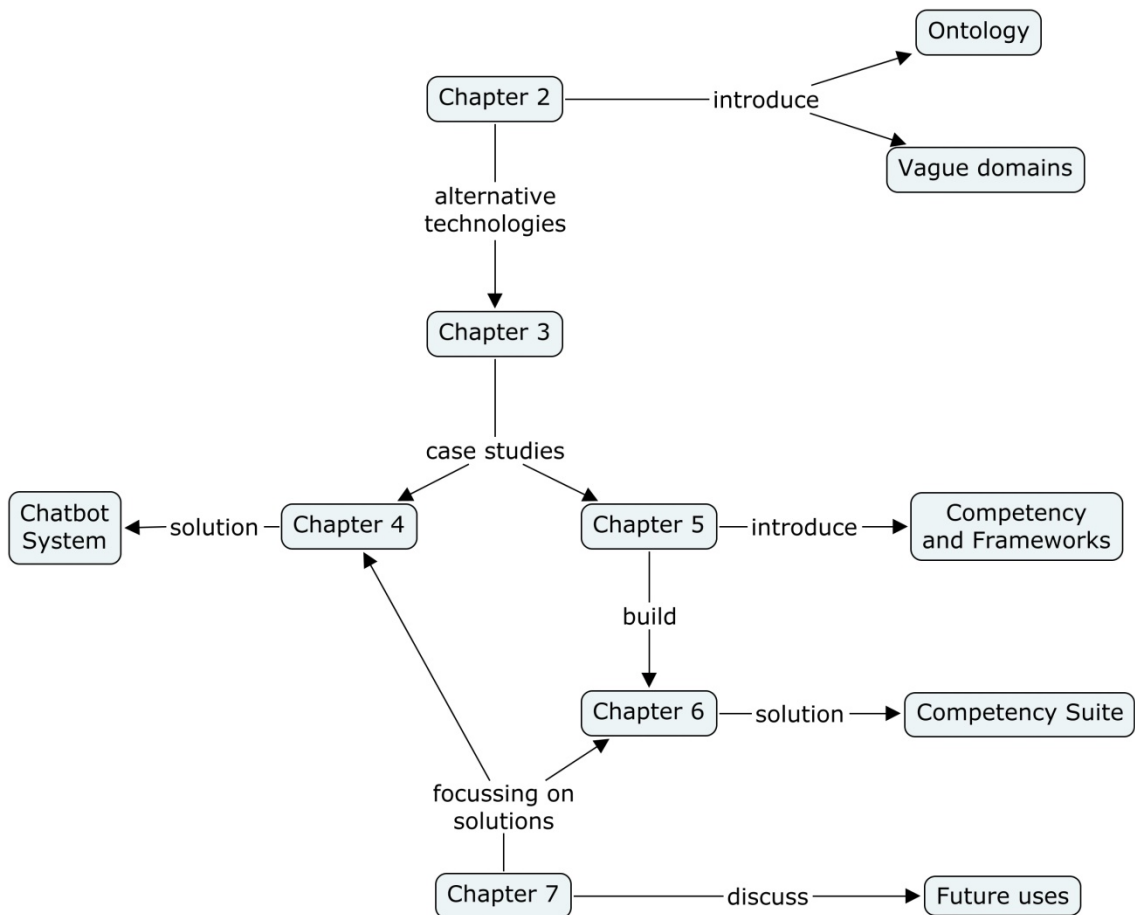 Ontology
Chapter 2
introduce
Vague domains
alternative
technologies
Chapter 3
case studies
Chatbot
System
solution
Chapter 4
Chapter 5
introduce
Competency
and Frameworks
build
Chapter 6
solution
Competency Suite
focussing on
solutions
Chapter 7
discuss
Future uses